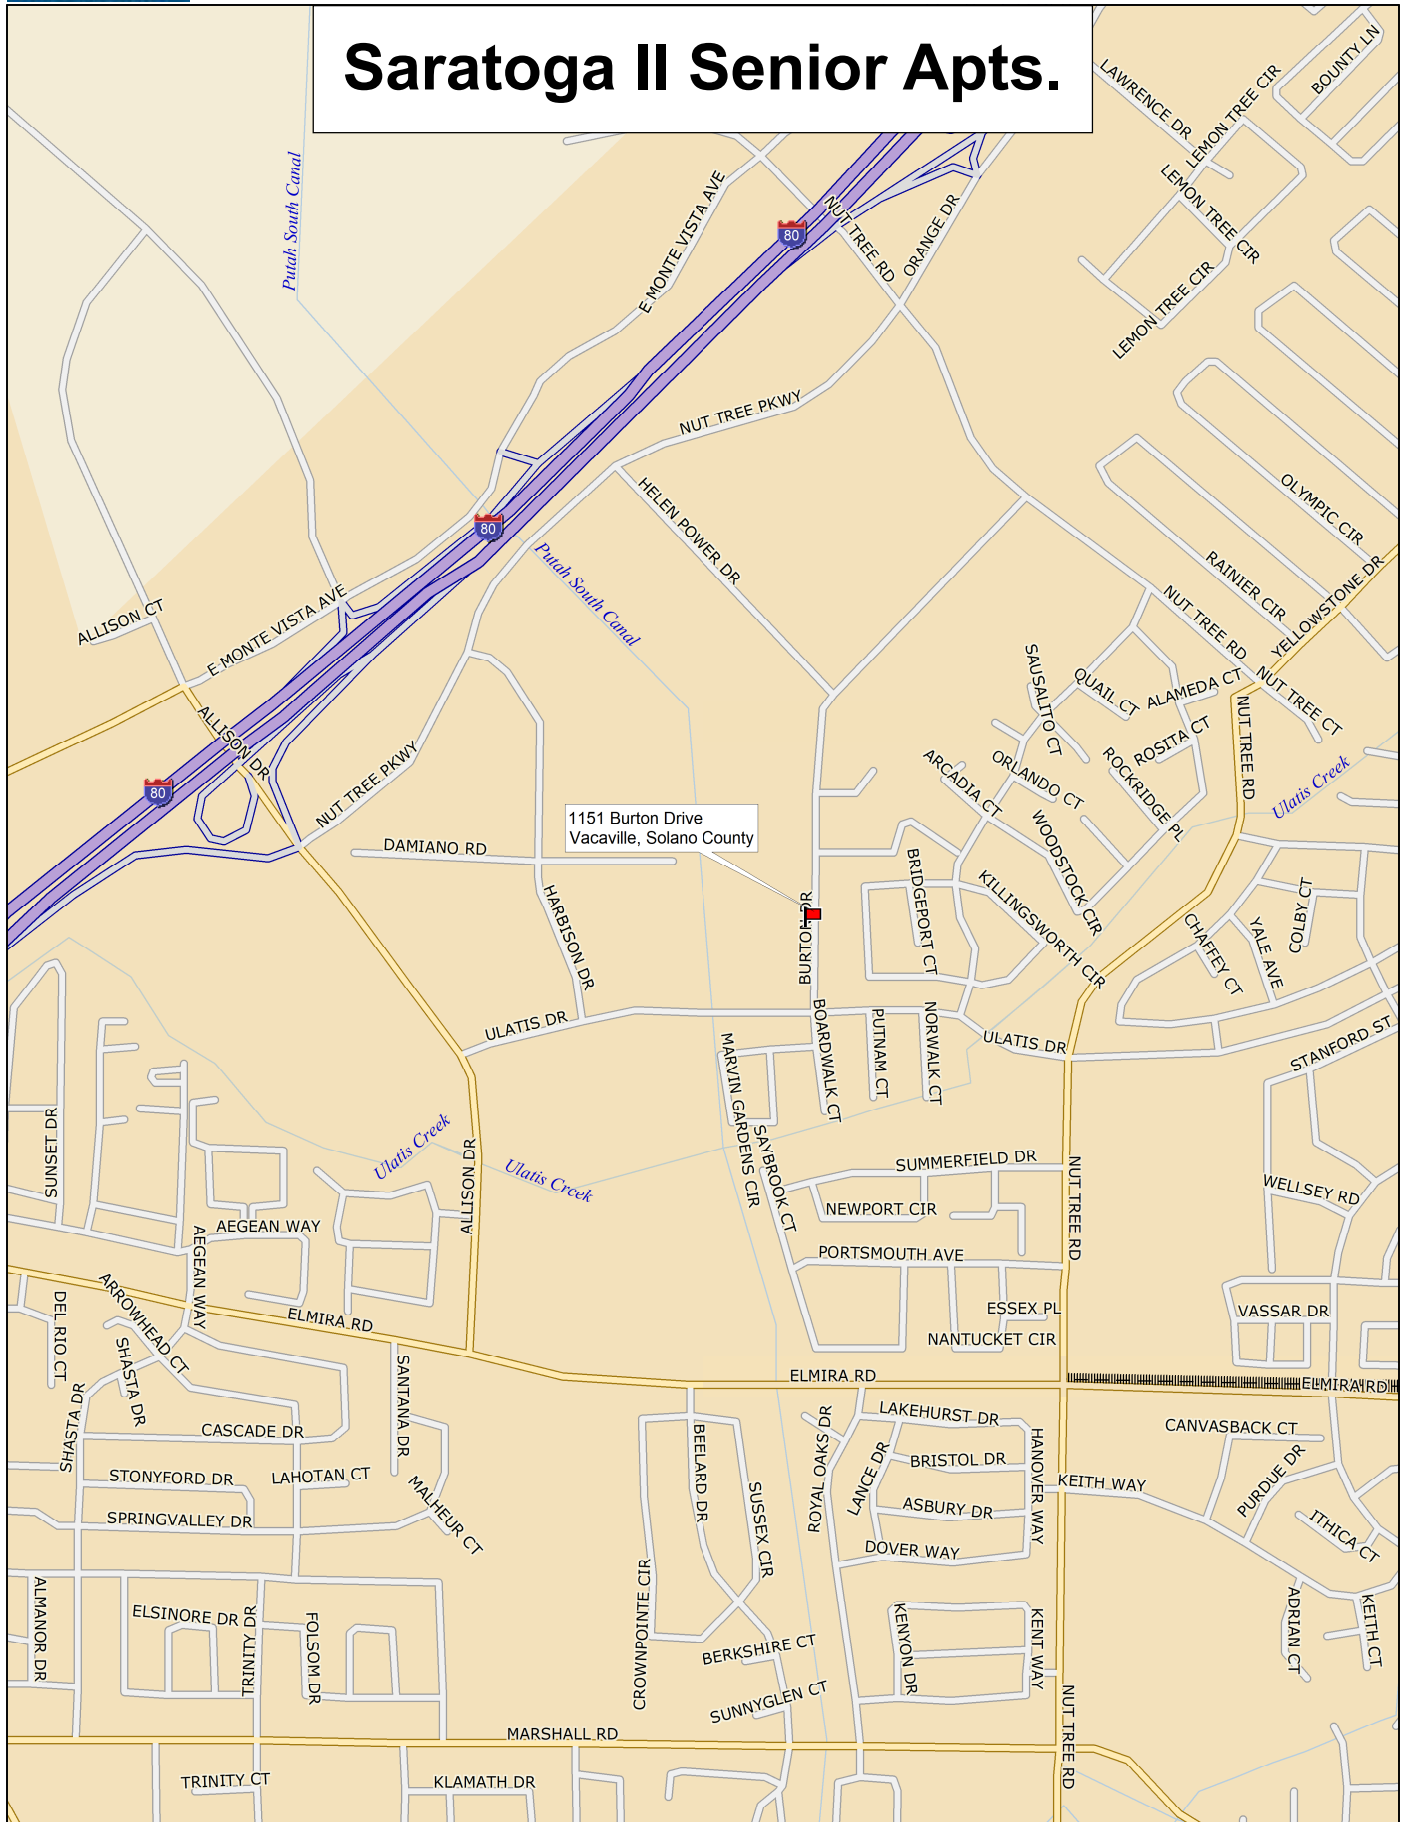 Saratoga II Senior Apts.
BOUNTY LN
LAWRENCE DR
LEMON TREE CIR
LEMON TREE CIR
LEMON TREE CIR
Putah South Canal
E MONTE VISTA AVE
80
NUT TREE RD
ORANGE DR
NUT TREE PKWY
HELEN POWER DR
80
Putah South Canal
OLYMPIC CIR
RAINIER CIR
YELLOWSTONE DR
ALLISON CT
E MONTE VISTA AVE
NUT TREE RD
SAUSALITO CT
QUAIL CT
ALAMEDA CT
NUT TREE CT
ALLISON DR
NUT TREE RD
ROSITA CT
ROCKRIDGE PL
ARCADIA CT
ORLANDO CT
WOODSTOCK CIR
Ulatis Creek
80
NUT TREE PKWY
1151 Burton Drive
Vacaville, Solano County
DAMIANO RD
HARBISON DR
BURTON DR
BRIDGEPORT CT
KILLINGSWORTH CIR
COLBY CT
YALE AVE
CHAFFEY CT
ULATIS DR
BOARDWALK CT
PUTNAM CT
NORWALK CT
ULATIS DR
STANFORD ST
MARVIN GARDENS CIR
SUNSET DR
Ulatis Creek
Ulatis Creek
ALLISON DR
SAYBROOK CT
SUMMERFIELD DR
NUT TREE RD
WELLSEY RD
NEWPORT CIR
AEGEAN WAY
AEGEAN WAY
PORTSMOUTH AVE
ARROWHEAD CT
DEL RIO CT
ELMIRA RD
ESSEX PL
VASSAR DR
NANTUCKET CIR
SHASTA DR
SANTANA DR
ELMIRA RD
ELMIRA RD
SHASTA DR
CASCADE DR
STONYFORD DR
LAHOTAN CT
SPRINGVALLEY DR
MALHEUR CT
BEELARD DR
SUSSEX CIR
ROYAL OAKS DR
LAKEHURST DR
LANCE DR
BRISTOL DR
ASBURY DR
DOVER WAY
HANOVER WAY
KEITH WAY
CANVASBACK CT
PURDUE DR
ITHICA CT
CROWNPOINTE CIR
ALMANOR DR
ELSINORE DR
TRINITY DR
FOLSOM DR
BERKSHIRE CT
SUNNYGLEN CT
KENYON DR
KENT WAY
ADRIAN CT
KEITH CT
NUT TREE RD
MARSHALL RD
TRINITY CT
KLAMATH DR